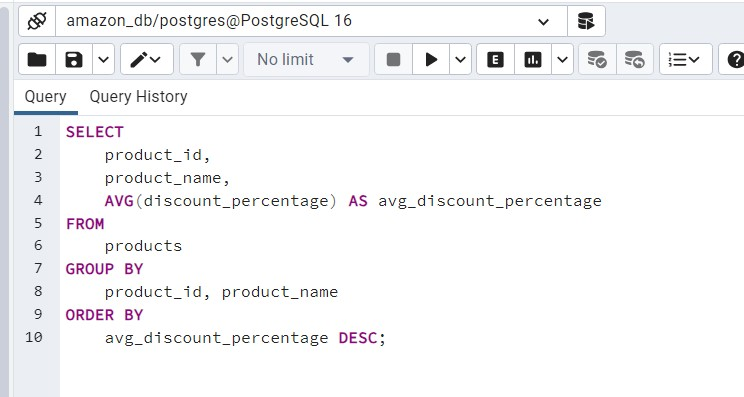 amazon_db/postgres@PostgreSQL 16
No limit
E
Query Query History
1 SELECT
2 product_id,
3 product_name,
4 AVG(discount_percentage) AS avg_discount_percentage
5 FROM
6 products
7 GROUP BY
8 product_id, product_name
9 ORDER BY
10 avg_discount_percentage DESC;